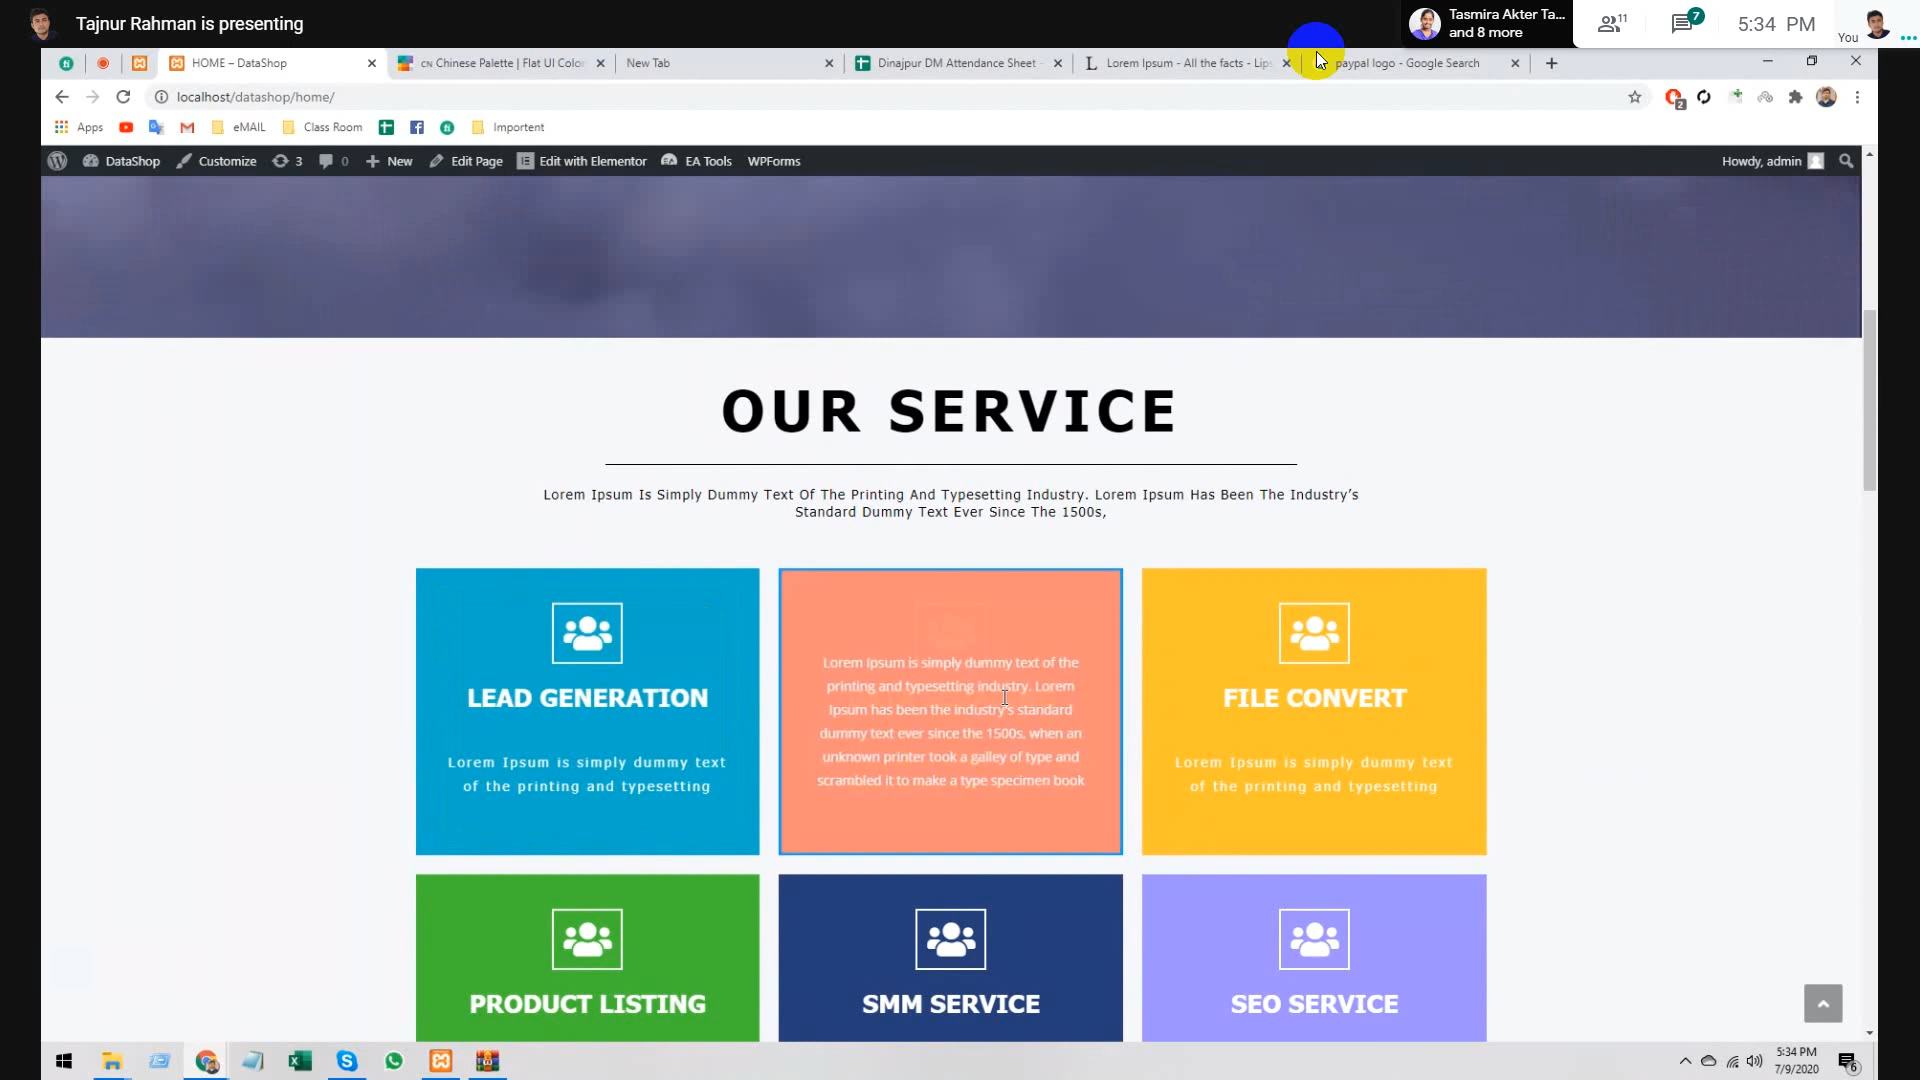 Tajnur Rahman is presenting
Tasmira Akter Ta...
and 8 more
11
7
5:34 PM
You
HOME – DataShop
CN Chinese Palette | Flat UI Color
New Tab
Dinajpur DM Attendance Sheet -
Lorem Ipsum - All the facts - Lips
paypal logo - Google Search
localhost/datashop/home/
2
Apps
eMAIL
Class Room
Importent
DataShop
Customize
3
0
New
Edit Page
Edit with Elementor
EA Tools
WPForms
Howdy, admin
OUR SERVICE
Lorem Ipsum Is Simply Dummy Text Of The Printing And Typesetting Industry. Lorem Ipsum Has Been The Industry’s
Standard Dummy Text Ever Since The 1500s,
LEAD GENERATION
Lorem Ipsum is simply dummy text
of the printing and typesetting
Lorem Ipsum is simply dummy text of the
printing and typesetting industry. Lorem
Ipsum has been the industry's standard
dummy text ever since the 1500s, when an
unknown printer took a galley of type and
scrambled it to make a type specimen book
FILE CONVERT
Lorem Ipsum is simply dummy text
of the printing and typesetting
PRODUCT LISTING
SMM SERVICE
SEO SERVICE
5:34 PM
7/9/2020
6